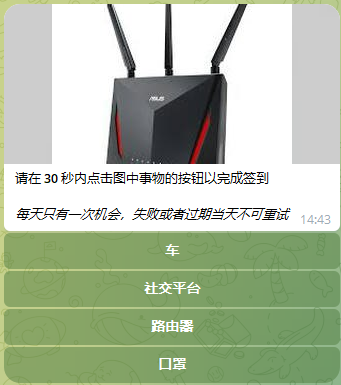 ASUS
请在 30 秒内点击图中事物的按钮以完成签到
每天只有一次机会，失败或者过期当天不可重试
14:43
车
社交平台
路由器
口罩